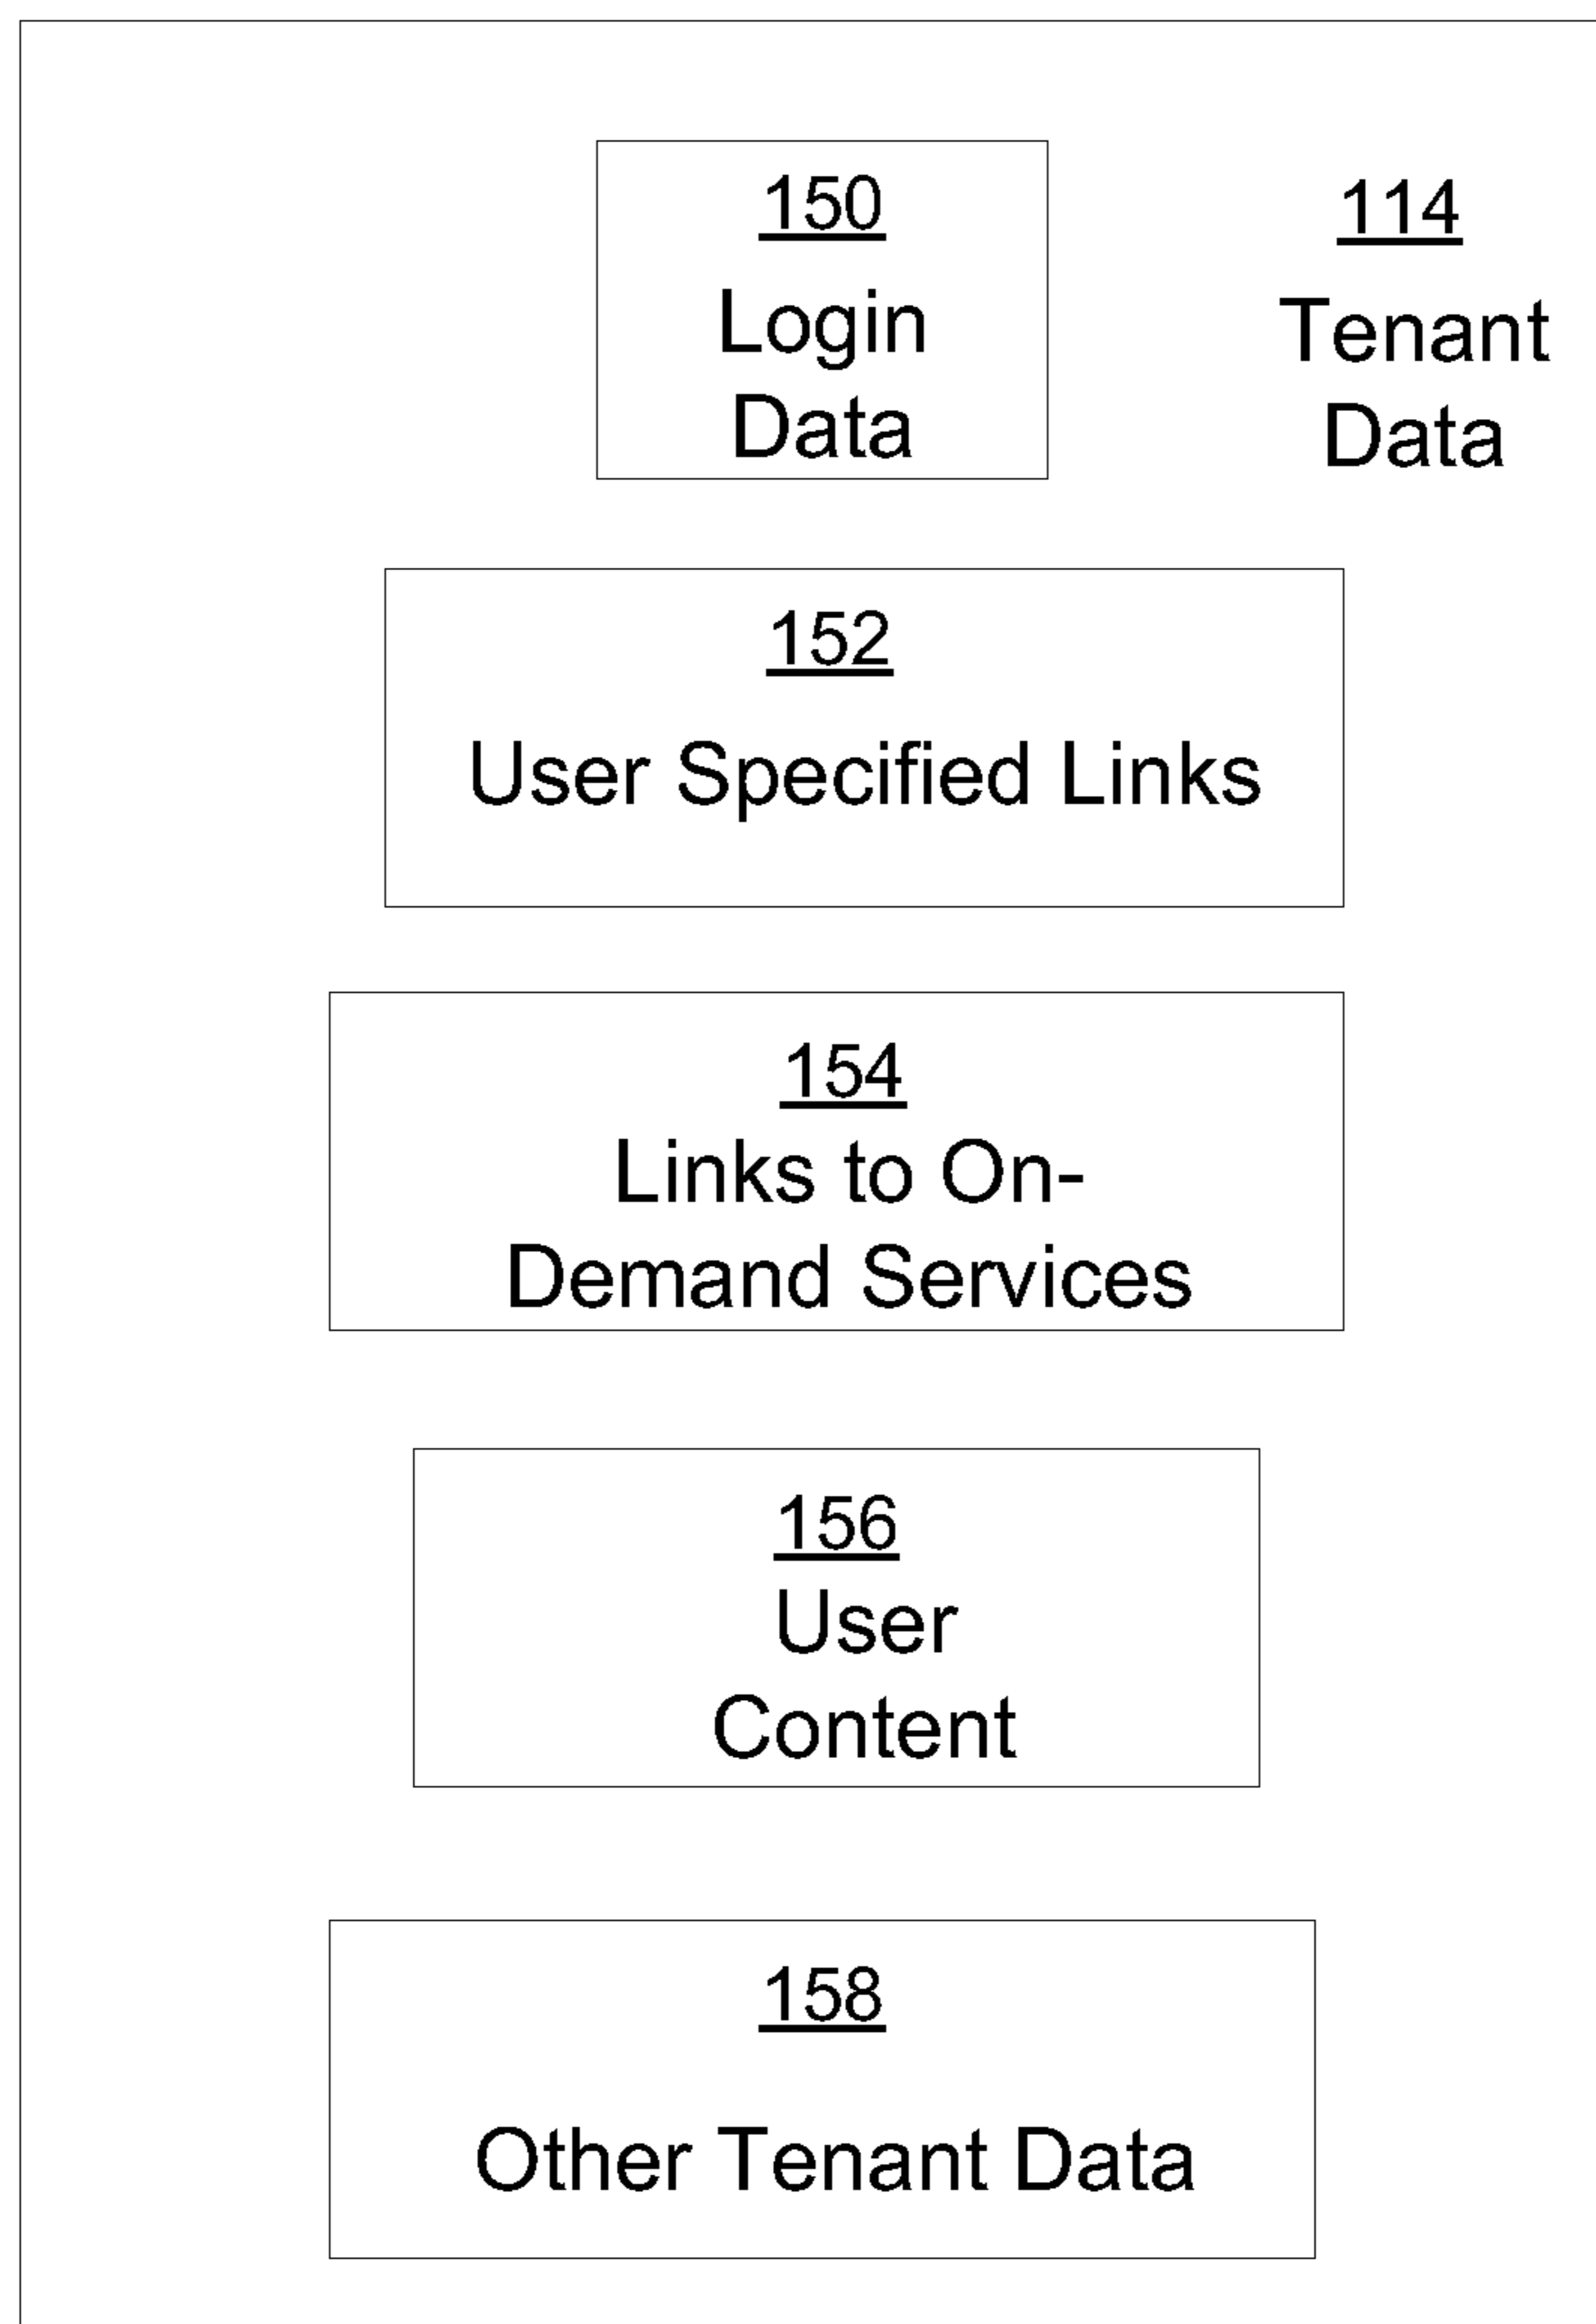 150
Login
Data
114
Tenant
Data
152
User Specified Links
154
Links to On-
Demand Services
156
User
Content
158
Other Tenant Data